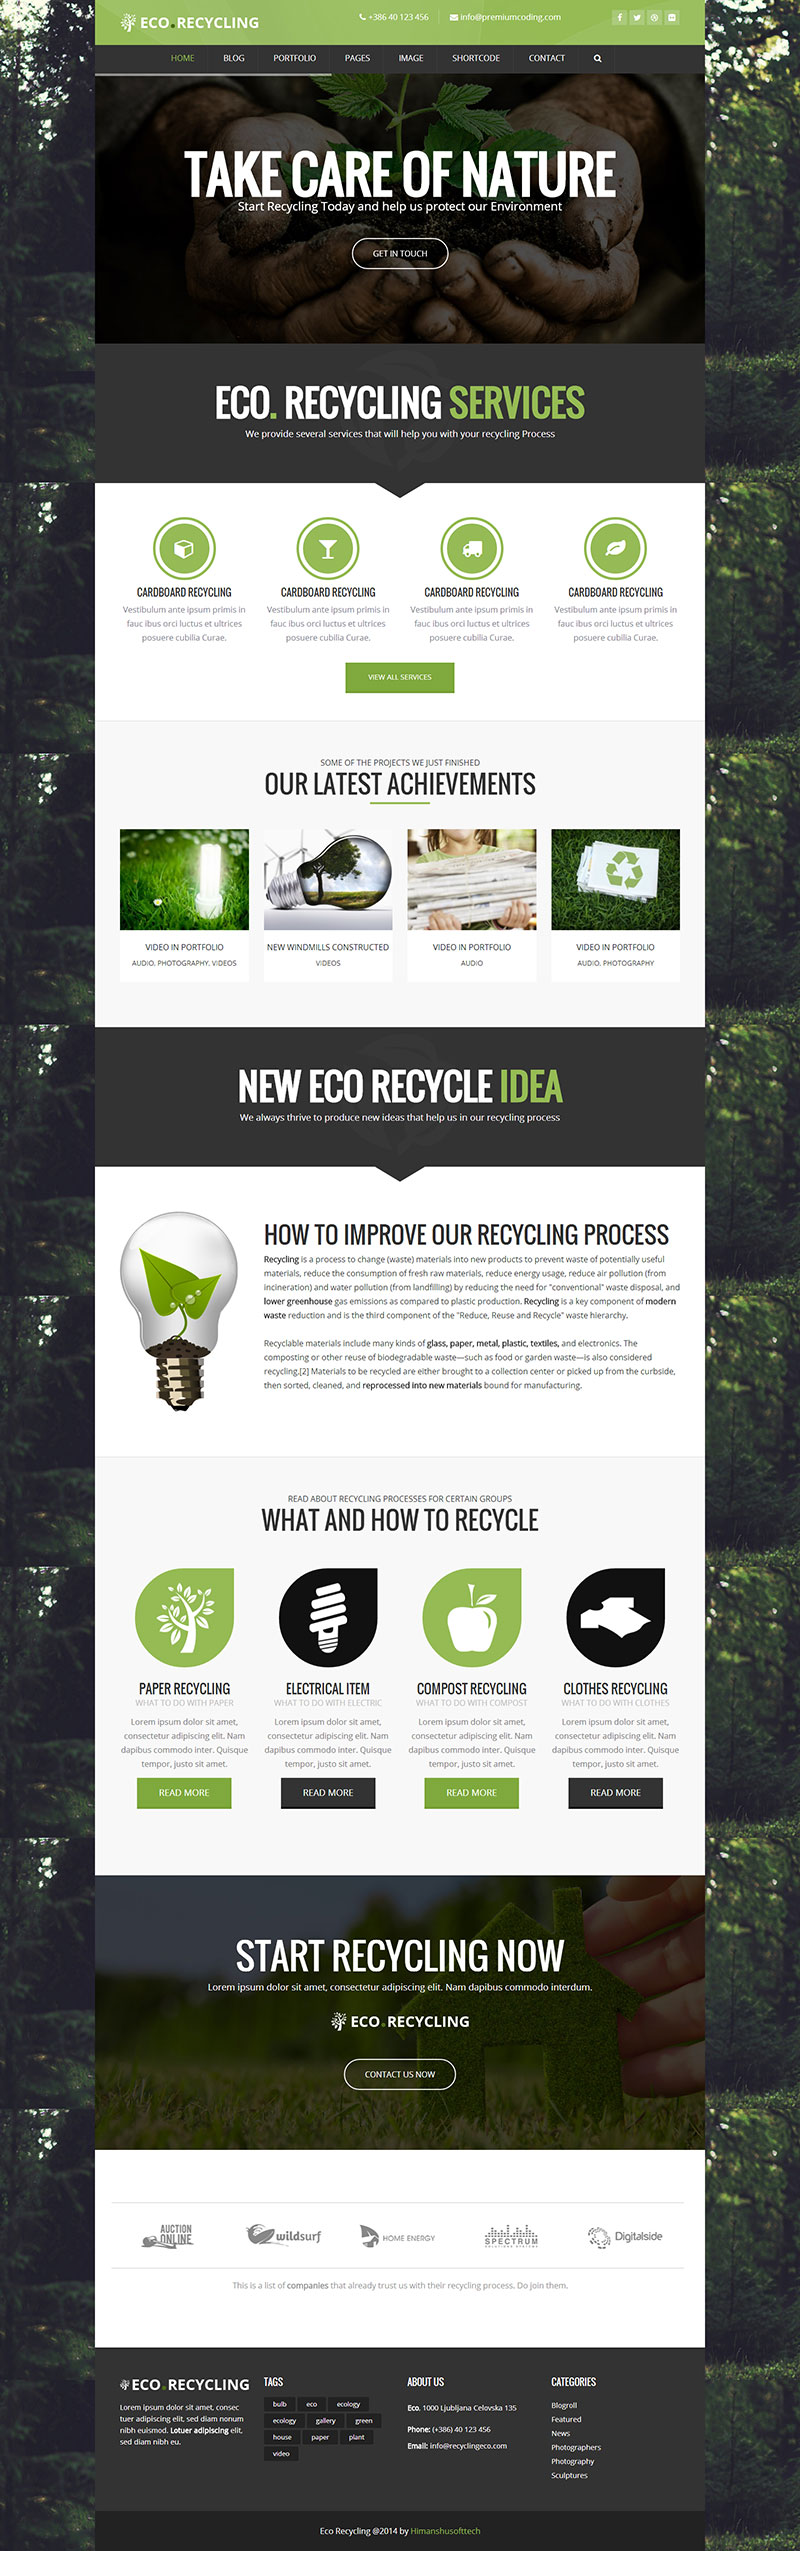 ECO.RECYCLING
+386 40 123 456
info@premiumcoding.com
HOME BLOG PORTFOLIO PAGES IMAGE SHORTCODE CONTACT
TAKE CARE OF NATURE
Start Recycling Today and help us protect our Environment
GET IN TOUCH
ECO. RECYCLING SERVICES
We provide several services that will help you with your recycling Process
CARDBOARD RECYCLING
Vestibulum ante ipsum primis in
fauc ibus orci luctus et ultrices
posuere cubilia Curae.
CARDBOARD RECYCLING
Vestibulum ante ipsum primis in
fauc ibus orci luctus et ultrices
posuere cubilia Curae.
CARDBOARD RECYCLING
Vestibulum ante ipsum primis in
fauc ibus orci luctus et ultrices
posuere cubilia Curae.
CARDBOARD RECYCLING
Vestibulum ante ipsum primis in
fauc ibus orci luctus et ultrices
posuere cubilia Curae.
VIEW ALL SERVICES
SOME OF THE PROJECTS WE JUST FINISHED
OUR LATEST ACHIEVEMENTS
VIDEO IN PORTFOLIO
AUDIO, PHOTOGRAPHY, VIDEOS
NEW WINDMILLS CONSTRUCTED
VIDEOS
VIDEO IN PORTFOLIO
AUDIO
VIDEO IN PORTFOLIO
AUDIO, PHOTOGRAPHY
NEW ECO RECYCLE IDEA
We always thrive to produce new ideas that help us in our recycling process
HOW TO IMPROVE OUR RECYCLING PROCESS
Recycling is a process to change (waste) materials into new products to prevent waste of potentially useful
materials, reduce the consumption of fresh raw materials, reduce energy usage, reduce air pollution (from
incineration) and water pollution (from landfilling) by reducing the need for "conventional" waste disposal, and
lower greenhouse gas emissions as compared to plastic production. Recycling is a key component of modern
waste reduction and is the third component of the "Reduce, Reuse and Recycle" waste hierarchy.
Recyclable materials include many kinds of glass, paper, metal, plastic, textiles, and electronics. The
composting or other reuse of biodegradable waste—such as food or garden waste—is also considered
recycling.[2] Materials to be recycled are either brought to a collection center or picked up from the curbside,
then sorted, cleaned, and reprocessed into new materials bound for manufacturing.
READ ABOUT RECYCLING PROCESSES FOR CERTAIN GROUPS
WHAT AND HOW TO RECYCLE
PAPER RECYCLING
WHAT TO DO WITH PAPER
Lorem ipsum dolor sit amet,
consectetur adipiscing elit. Nam
dapibus commodo inter. Quisque
tempor, justo sit amet.
READ MORE
ELECTRICAL ITEM
WHAT TO DO WITH ELECTRIC
Lorem ipsum dolor sit amet,
consectetur adipiscing elit. Nam
dapibus commodo inter. Quisque
tempor, justo sit amet.
READ MORE
COMPOST RECYCLING
WHAT TO DO WITH COMPOST
Lorem ipsum dolor sit amet,
consectetur adipiscing elit. Nam
dapibus commodo inter. Quisque
tempor, justo sit amet.
READ MORE
CLOTHES RECYCLING
WHAT TO DO WITH CLOTHES
Lorem ipsum dolor sit amet,
consectetur adipiscing elit. Nam
dapibus commodo inter. Quisque
tempor, justo sit amet.
READ MORE
START RECYCLING NOW
Lorem ipsum dolor sit amet, consectetur adipiscing elit. Nam dapibus commodo interdum.
ECO.RECYCLING
CONTACT US NOW
AUCTION
ONLINE
wildsurf
HOME ENERGY
SPECTRUM
SOLUTIONS SYSTEMS
Digitalside
This is a list of companies that already trust us with their recycling process. Do join them.
ECO.RECYCLING
Lorem ipsum dolor sit amet, consec
tetuer adipiscing elit, sed diam nonum
nibh euismod. Lotuer adipiscing elit,
sed diam nibh eu.
TAGS
bulb eco ecology
ecology gallery green
house paper plant
video
ABOUT US
Eco, 1000 Ljubljana Celovska 135
Phone: (+386) 40 123 456
Email: info@recyclingeco.com
CATEGORIES
Blogroll
Featured
News
Photographers
Photography
Sculptures
Eco Recycling @2014 by Himanshusofttech